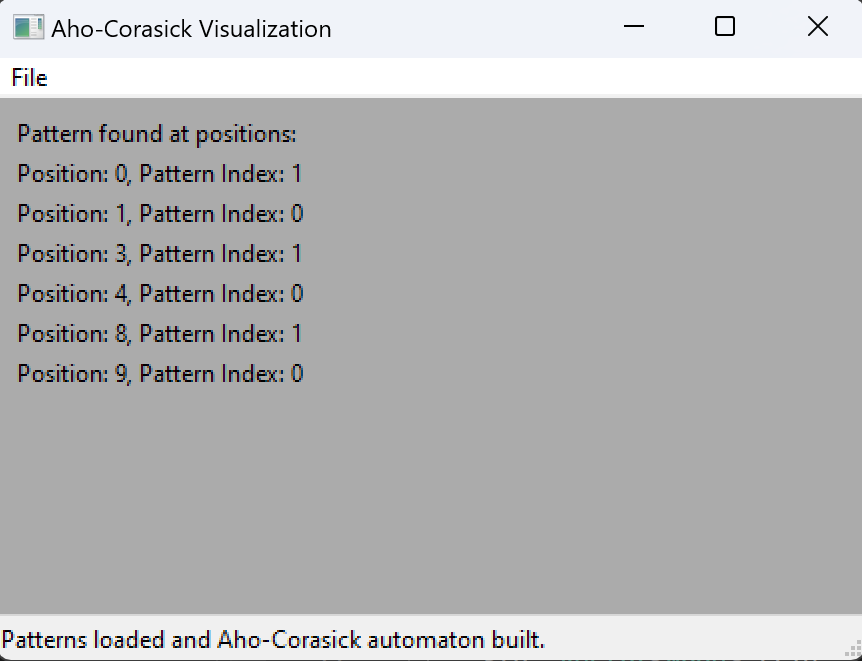 Aho-Corasick Visualization
File
Pattern found at positions:
Position: 0, Pattern Index: 1
Position: 1, Pattern Index: 0
Position: 3, Pattern Index: 1
Position: 4, Pattern Index: 0
Position: 8, Pattern Index: 1
Position: 9, Pattern Index: 0
Patterns loaded and Aho-Corasick automaton built.